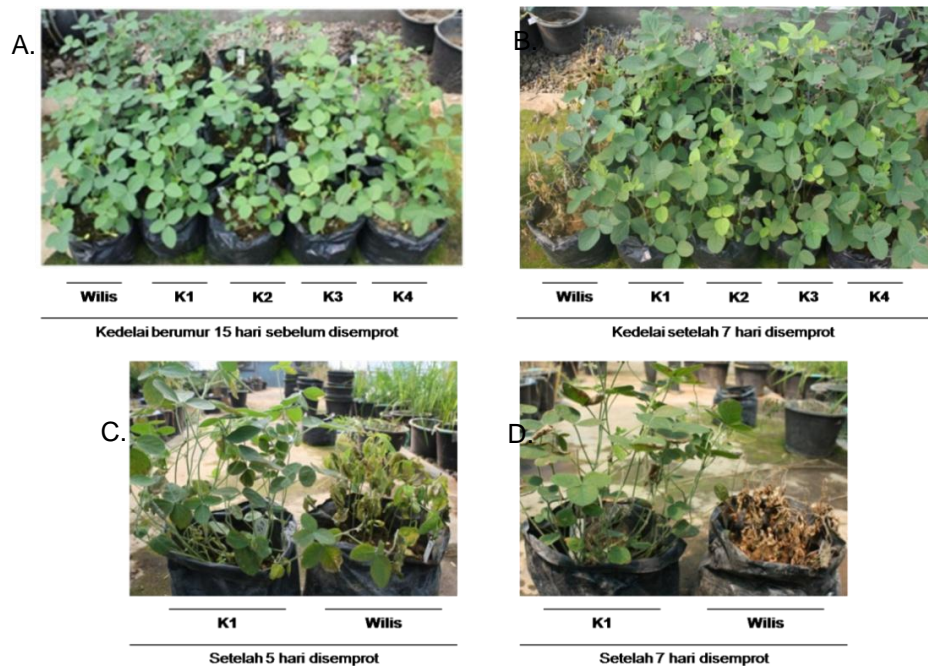 A.
B.
Wilis K1 K2 K3 K4
Wilis K1 K2 K3 K4
Kedelai berumur 15 hari sebelum disemprot
Kedelai setelah 7 hari disemprot
C.
D.
K1 Wilis
K1 Wilis
Setelah 5 hari disemprot
Setelah 7 hari disemprot